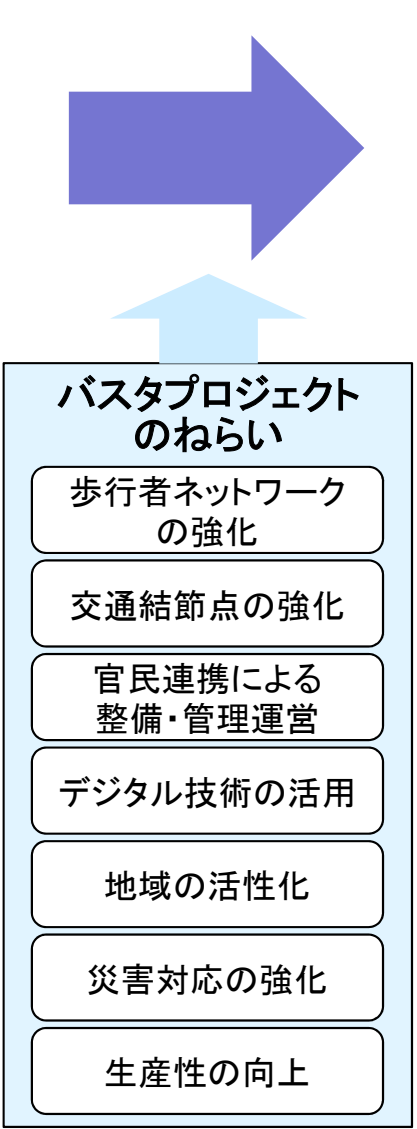 バスタプロジェクト
のねらい
歩行者ネットワーク
の強化
交通結節点の強化
官民連携による
整備・管理運営
デジタル技術の活用
地域の活性化
災害対応の強化
生産性の向上